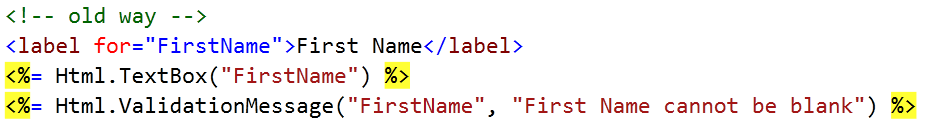 <!-- old way -->
<label for="FirstName">First Name</label>
<%= Html.TextBox("FirstName") %>
<%= Html.ValidationMessage("FirstName", "First Name cannot be blank") %>